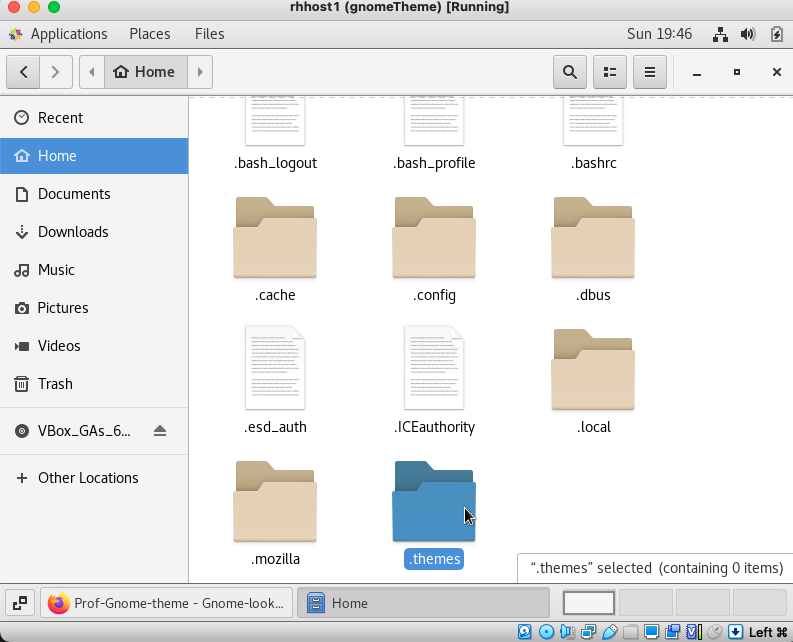 rhhost1 (gnomeTheme) [Running]
Applications Places Files Sun 19:46
Home
Recent
Home
Documents
Downloads
Music
Pictures
Videos
Trash
VBox_GAs_6...
Other Locations
.bash_logout .bash_profile .bashrc
.cache .config .dbus
.esd_auth .ICEauthority .local
.mozilla .themes
“.themes” selected (containing 0 items)
Prof-Gnome-theme - Gnome-look... Home
Left ⌘